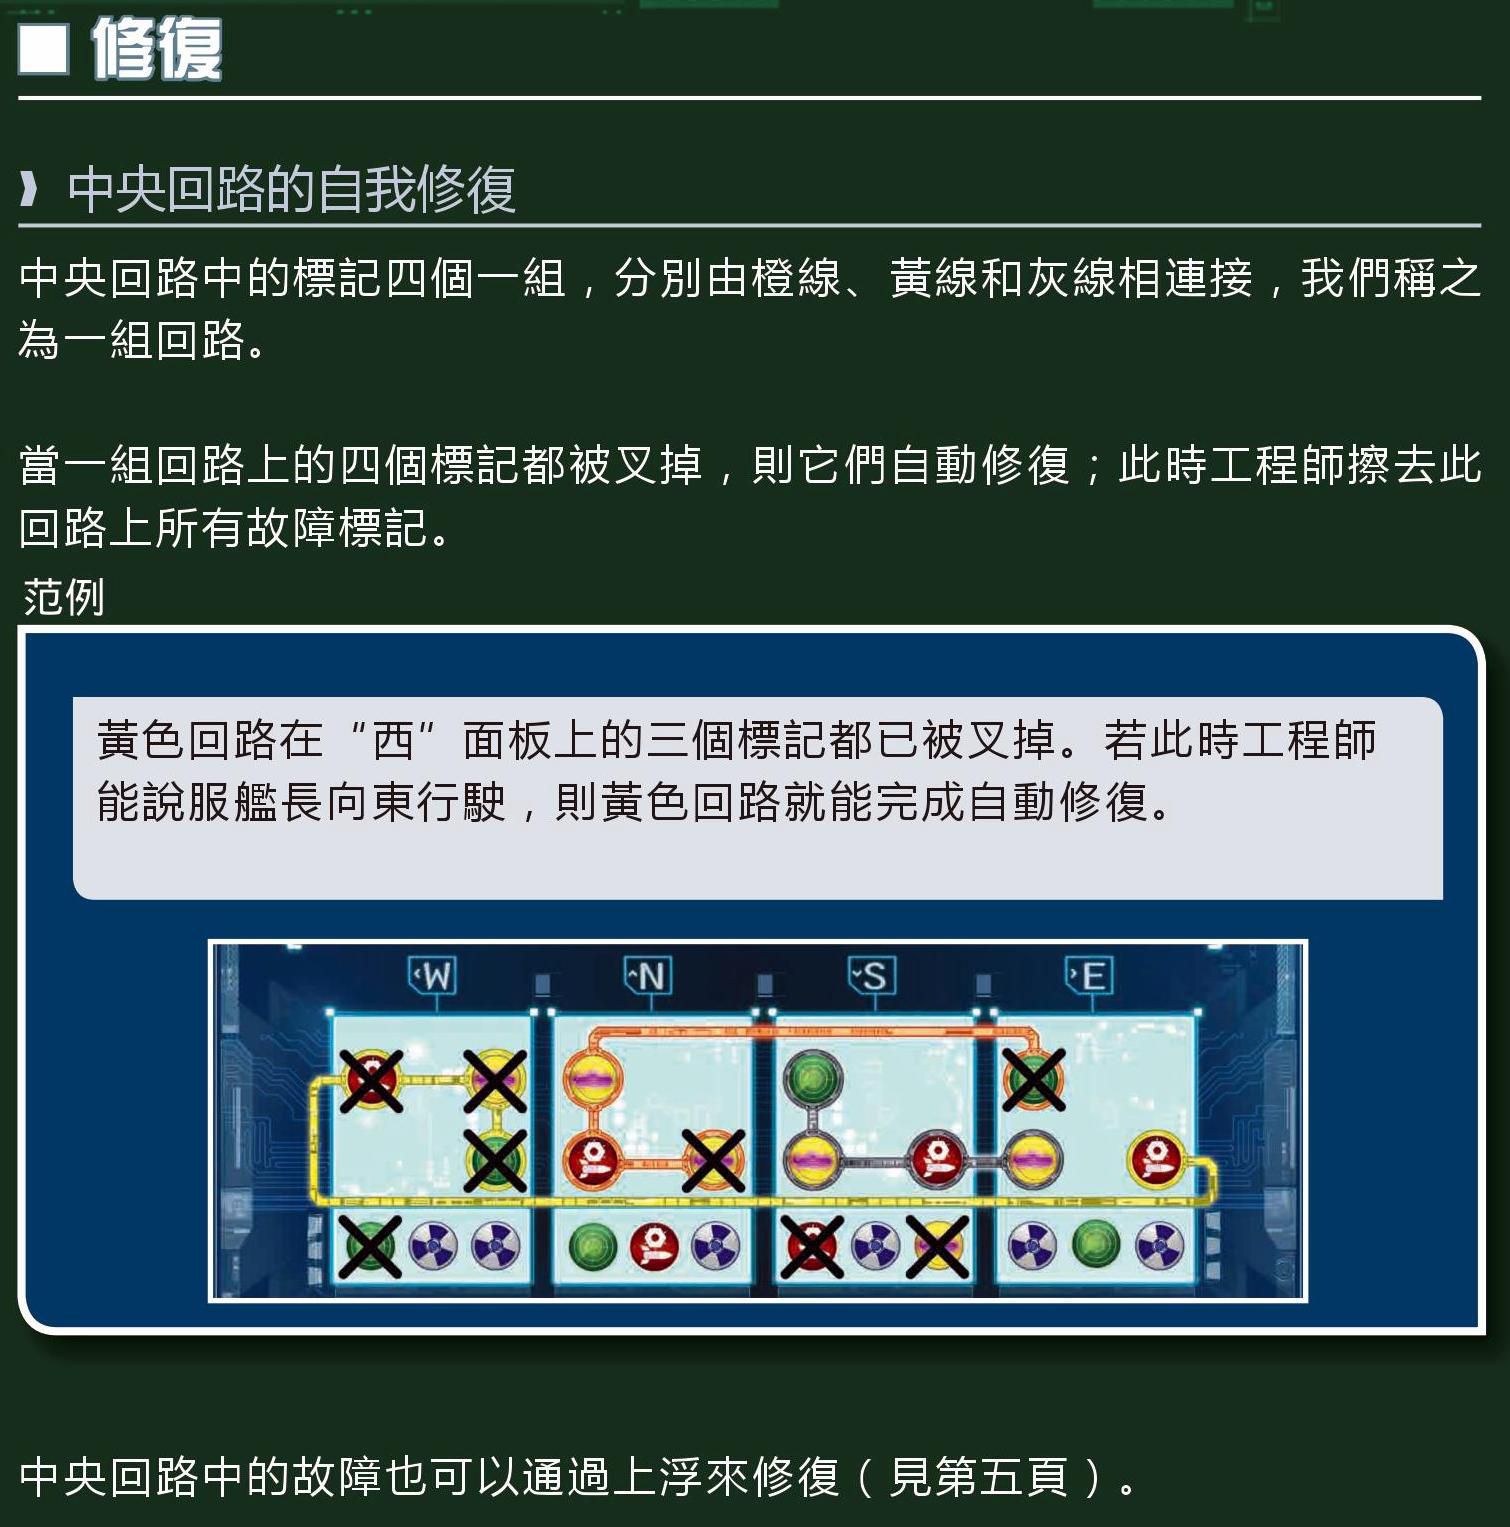 修復
中央回路的自我修復
中央回路中的標記四個一組，分別由橙線、黃線和灰線相連接，我們稱之
為一組回路。
當一組回路上的四個標記都被叉掉，則它們自動修復；此時工程師擦去此
回路上所有故障標記。
范例
黃色回路在“西”面板上的三個標記都已被叉掉。若此時工程師
能說服艦長向東行駛，則黃色回路就能完成自動修復。
W N S E
中央回路中的故障也可以通過上浮來修復（見第五頁）。